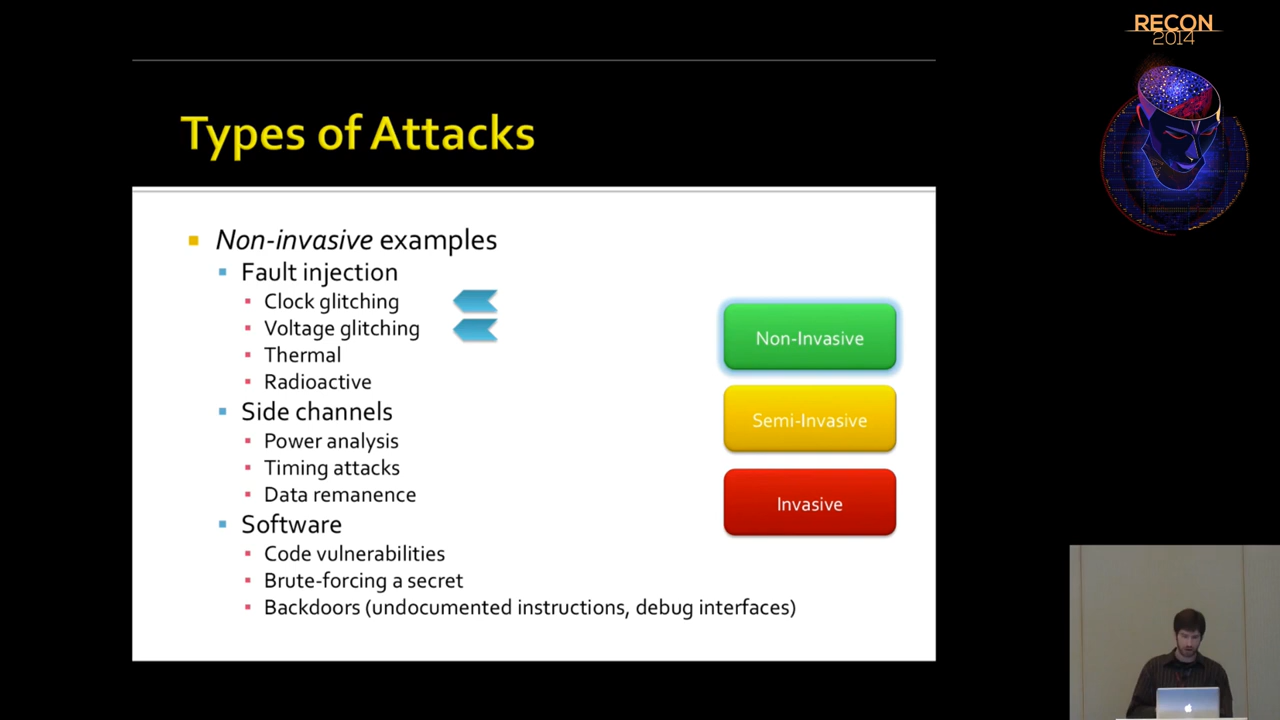 RECON
2014
Types of Attacks
Non-invasive examples
Fault injection
Clock glitching
Voltage glitching
Thermal
Radioactive
Side channels
Power analysis
Timing attacks
Data remanence
Software
Code vulnerabilities
Brute-forcing a secret
Backdoors (undocumented instructions, debug interfaces)
Non-Invasive
Semi-Invasive
Invasive